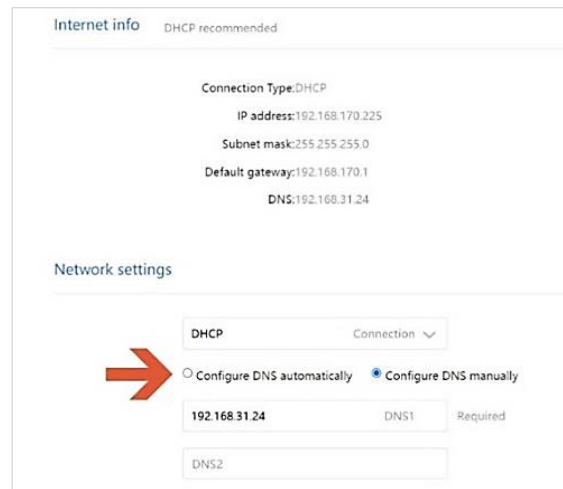 Internet info DHCP recommended
Connection Type:DHCP
IP address:192.168.170.225
Subnet mask:255.255.255.0
Default gateway:192.168.170.1
DNS:192.168.31.24
Network settings
DHCP Connection
Configure DNS automatically Configure DNS manually
192.168.31.24 DNS1 Required
DNS2